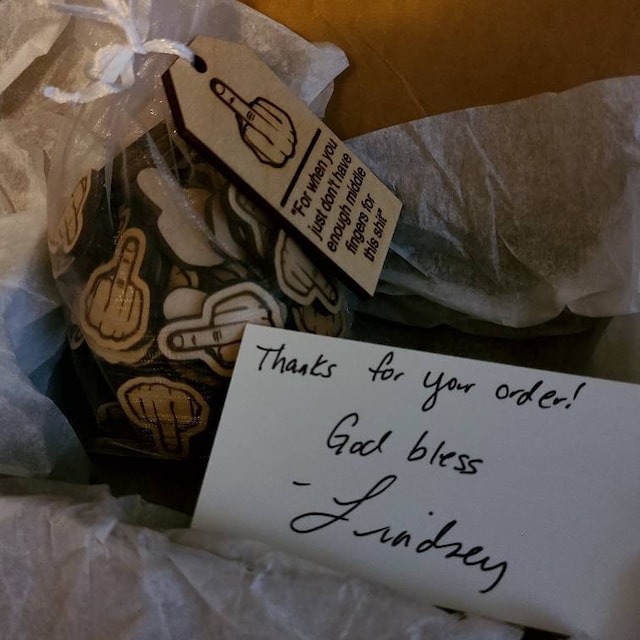 "For when you
just don't have
enough middle
fingers for
this shit"
Thanks for your order!
God bless
- Lindsey